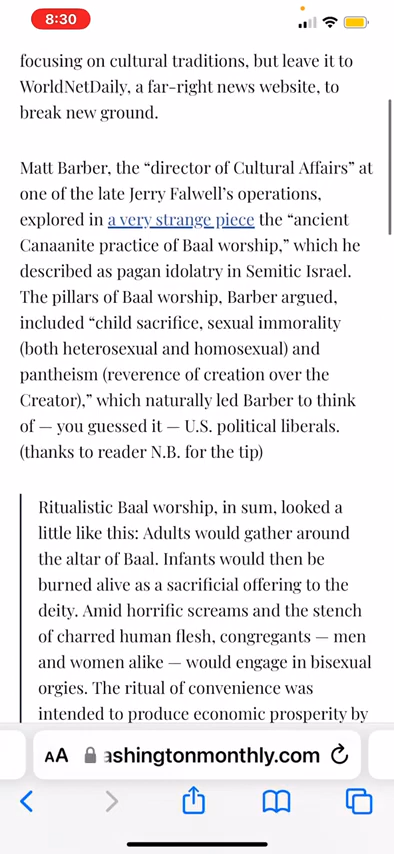 8:30
focusing on cultural traditions, but leave it to
WorldNetDaily, a far-right news website, to
break new ground.
Matt Barber, the “director of Cultural Affairs” at
one of the late Jerry Falwell’s operations,
explored in a very strange piece the “ancient
Canaanite practice of Baal worship,” which he
described as pagan idolatry in Semitic Israel.
The pillars of Baal worship, Barber argued,
included “child sacrifice, sexual immorality
(both heterosexual and homosexual) and
pantheism (reverence of creation over the
Creator),” which naturally led Barber to think
of — you guessed it — U.S. political liberals.
(thanks to reader N.B. for the tip)
Ritualistic Baal worship, in sum, looked a
little like this: Adults would gather around
the altar of Baal. Infants would then be
burned alive as a sacrificial offering to the
deity. Amid horrific screams and the stench
of charred human flesh, congregants — men
and women alike — would engage in bisexual
orgies. The ritual of convenience was
intended to produce economic prosperity by
AA ashingtonmonthly.com